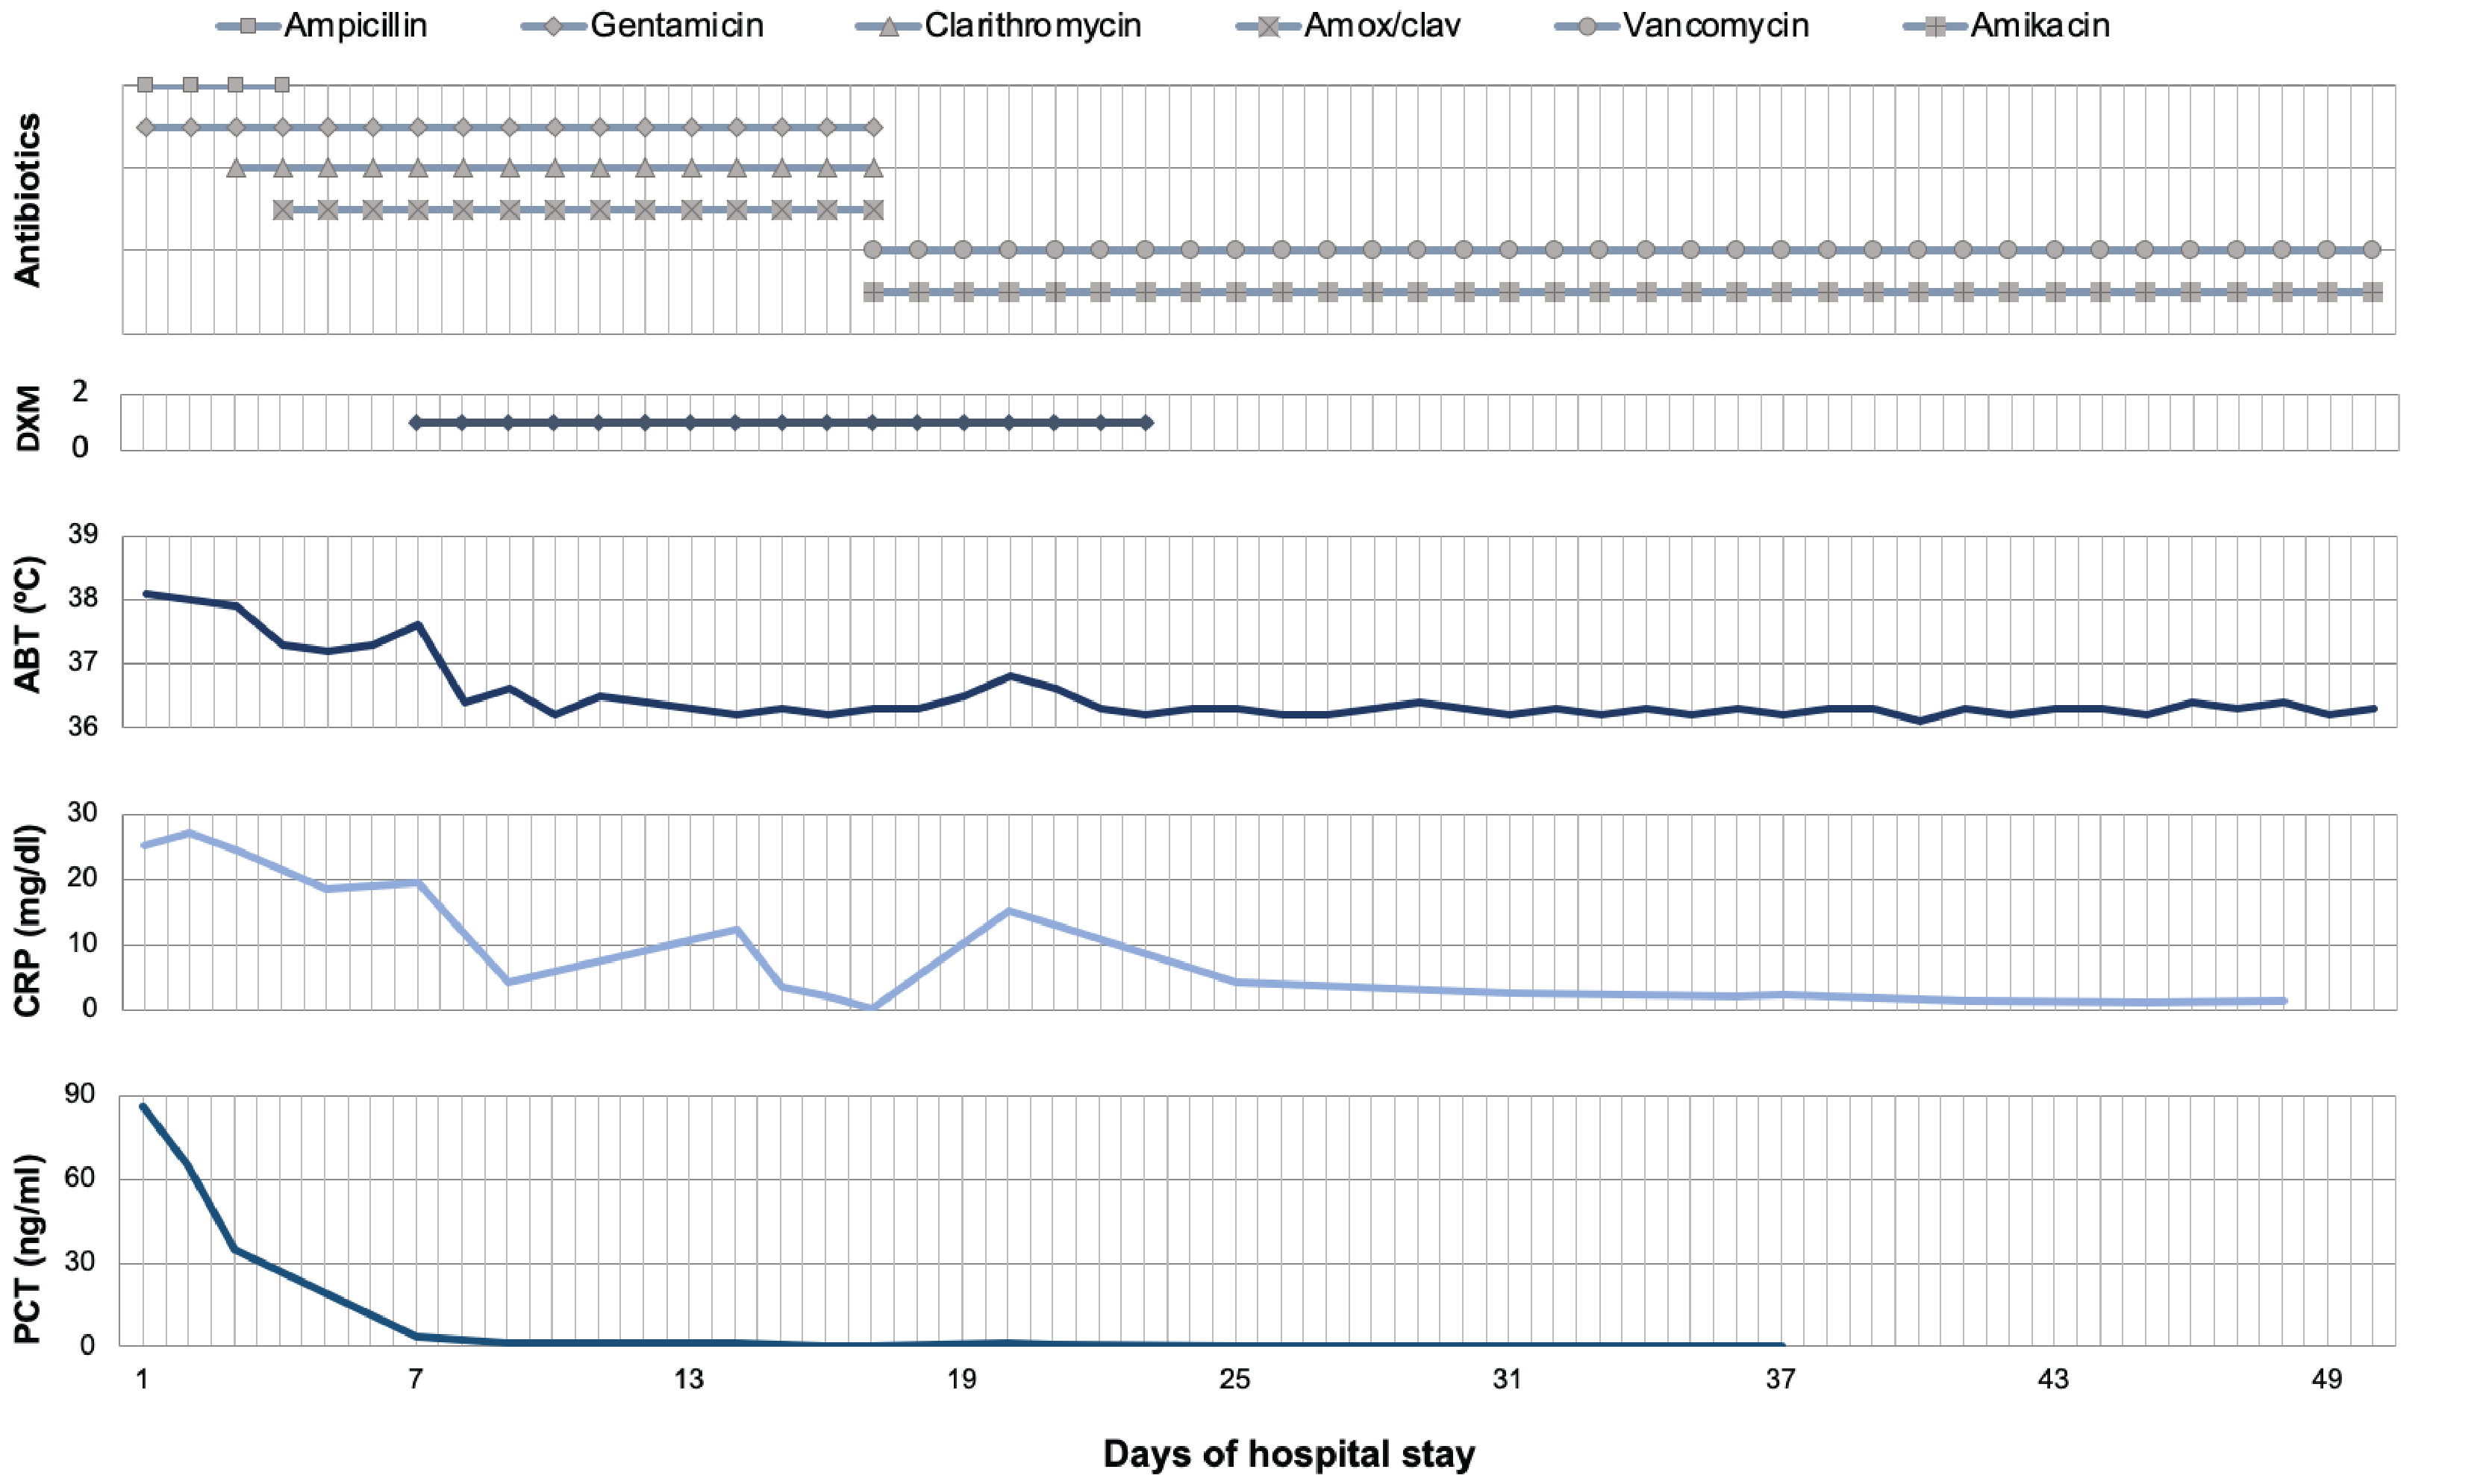 Ampicillin Gentamicin Clarithromycin Amox/clav Vancomycin Amikacin
Antibiotics
DXM
2
0
ABT (ºC)
39
38
37
36
CRP (mg/dl)
30
20
10
0
PCT (ng/ml)
90
60
30
0
1 7 13 19 25 31 37 43 49
Days of hospital stay